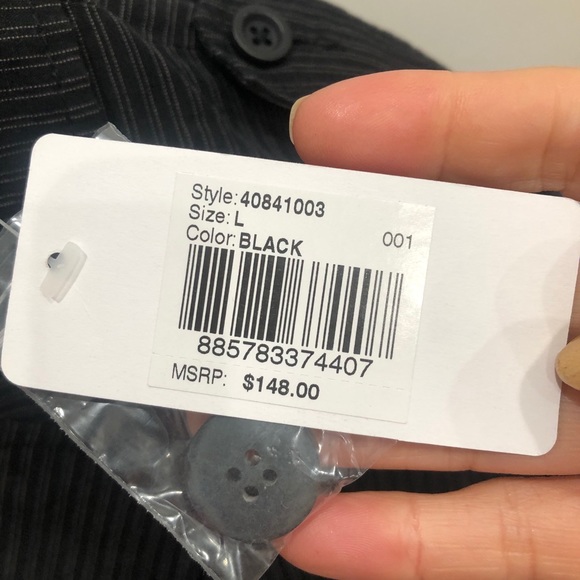 Style: 40841003
Size: L
Color: BLACK 001
885783374407
MSRP: $148.00